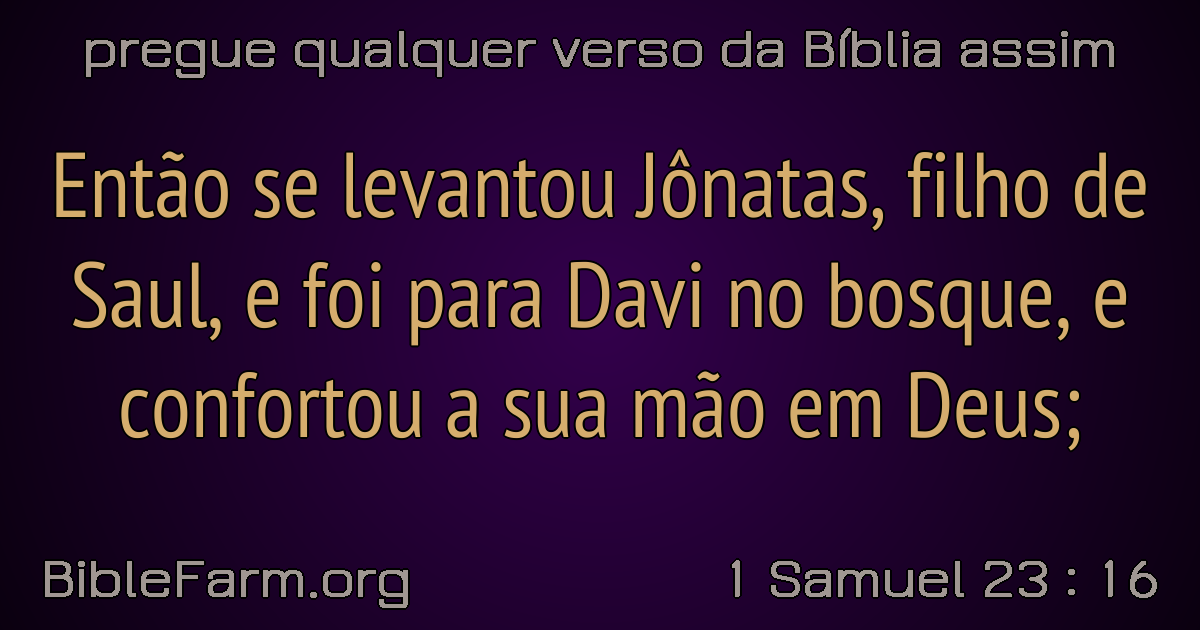 pregue qualquer verso da Bíblia assim
Então se levantou Jônatas, filho de
Saul, e foi para Davi no bosque, e
confortou a sua mão em Deus;
BibleFarm.org
1 Samuel 23 : 16